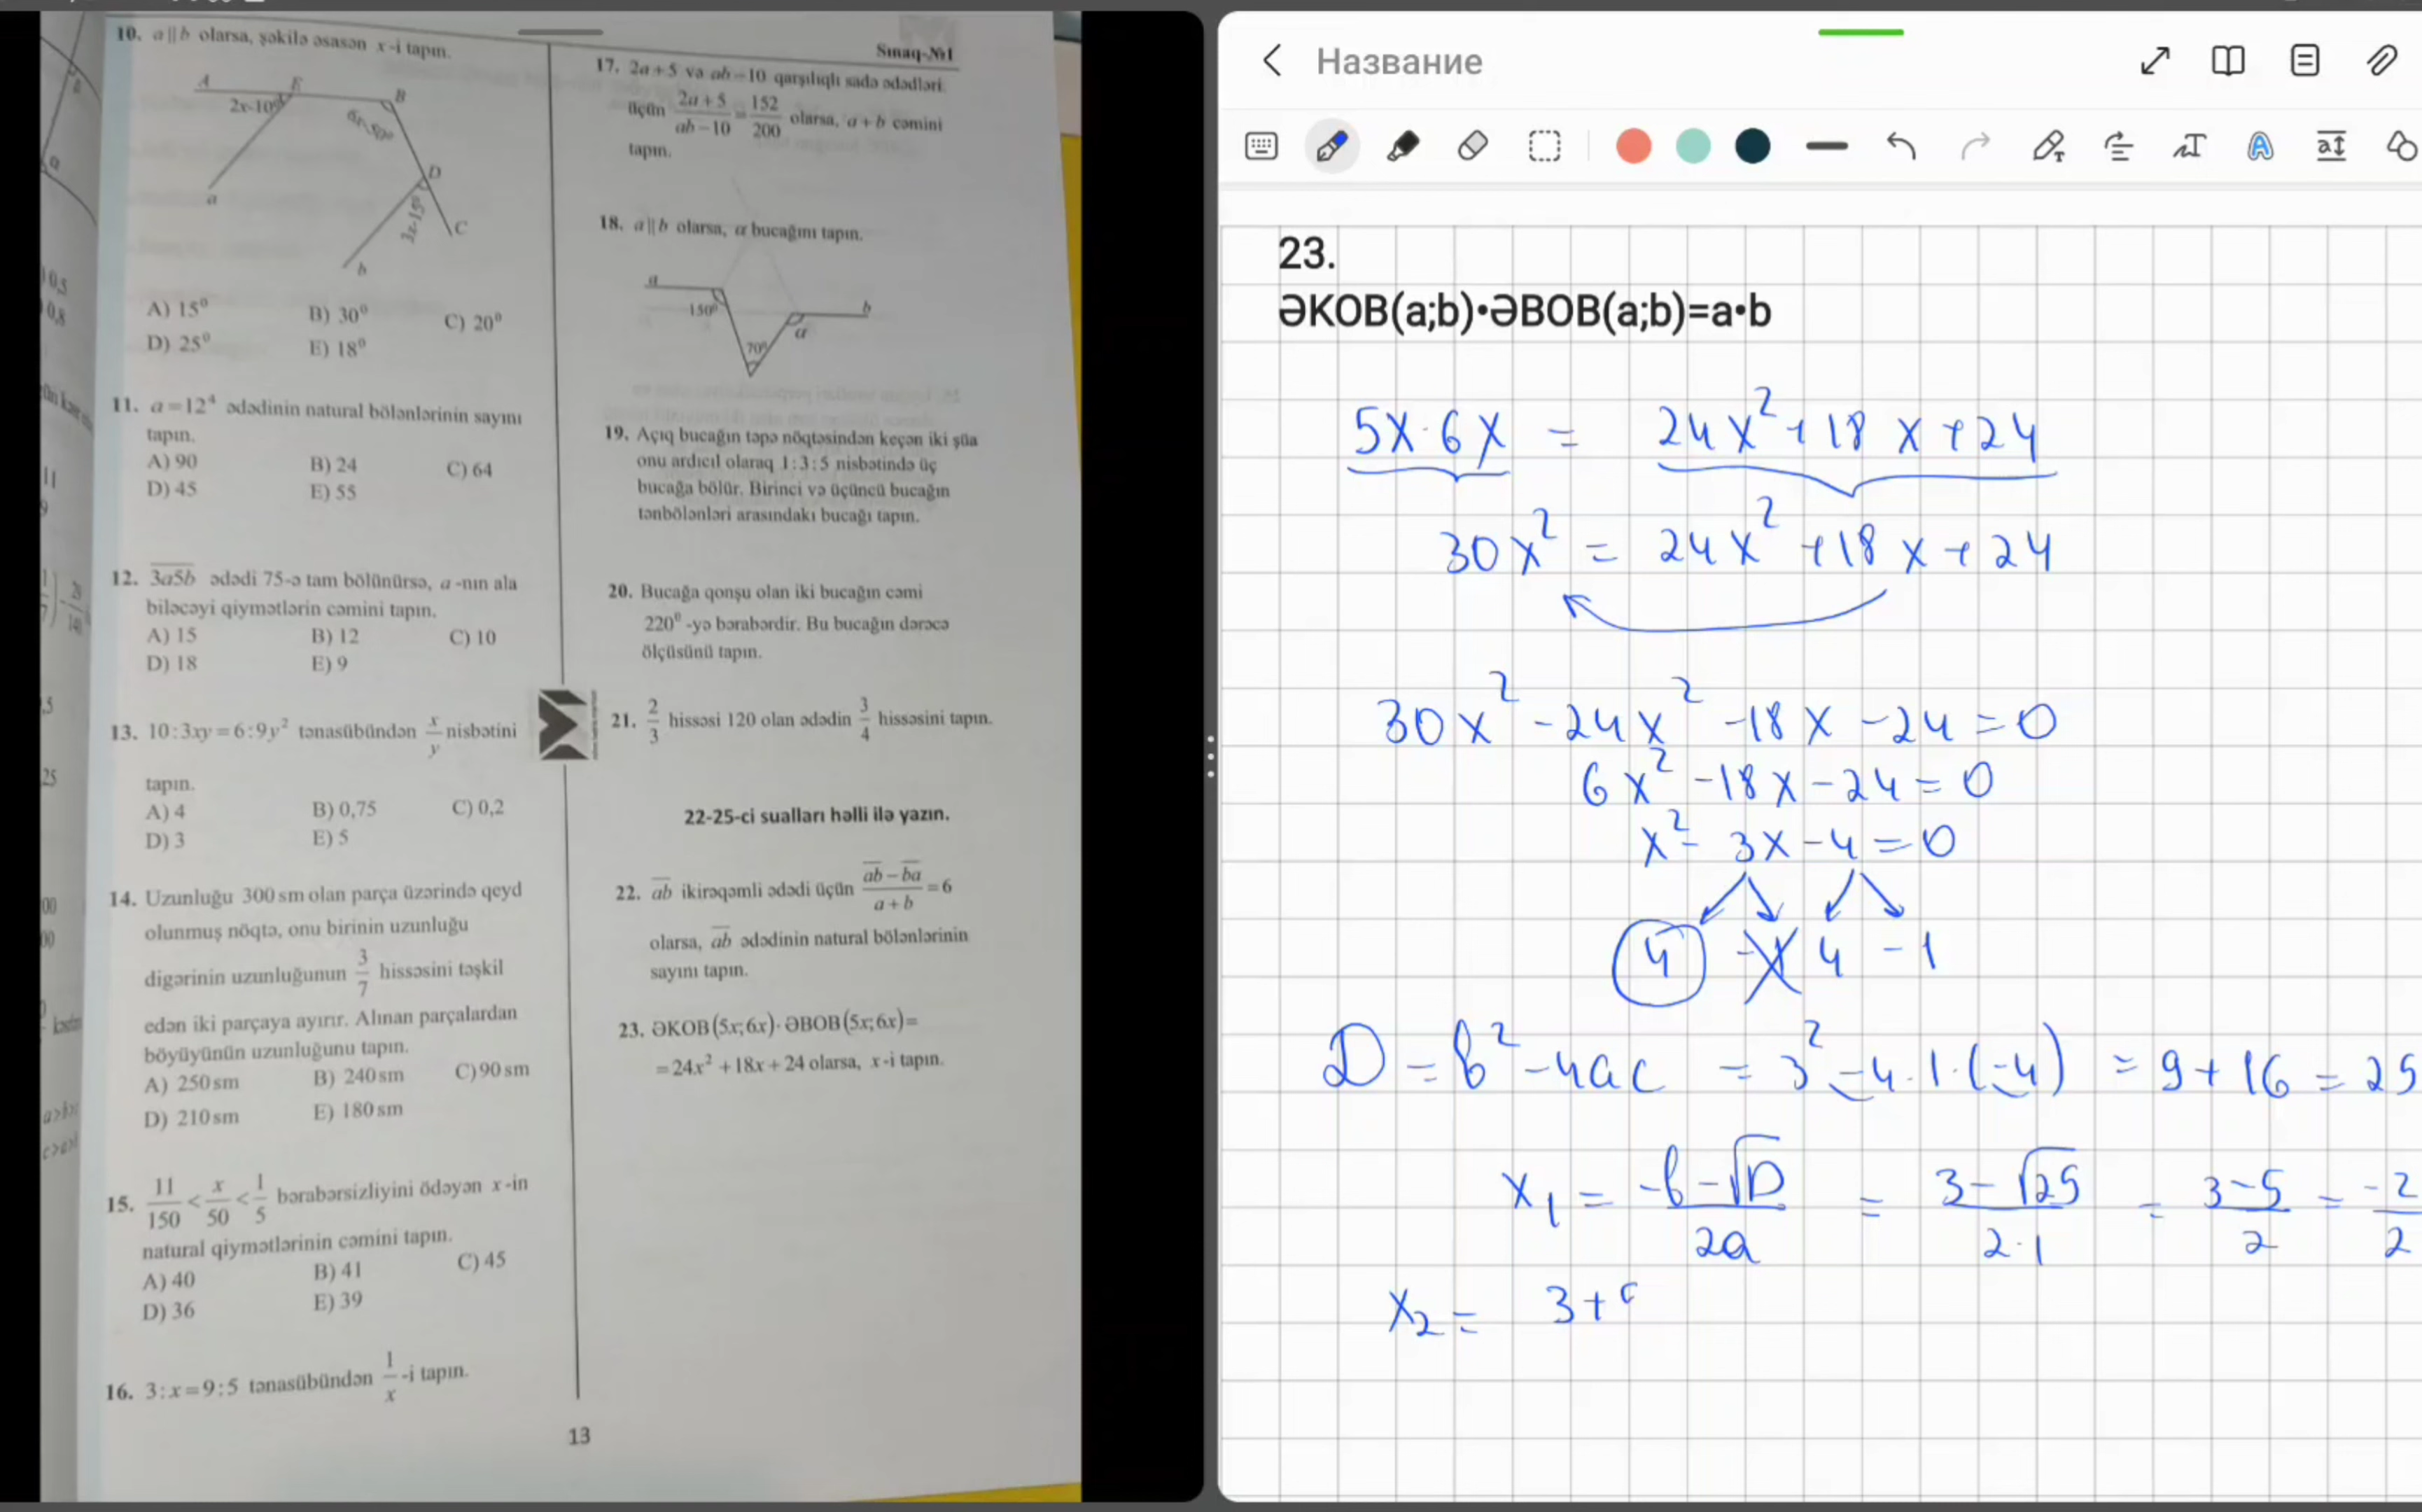 10. a || b olarsa, şəkilə əsasən x-i tapın.
A E B
2x-10°
6x-50°
D
3x-15°
a C
b
A) 15° B) 30° C) 20°
D) 25° E) 18°
11. a=12⁴ ədədinin natural bölənlərinin sayını
tapın.
A) 90 B) 24 C) 64
D) 45 E) 55
12. 3a5b ədədi 75-ə tam bölünürsə, a -nın ala
biləcəyi qiymətlərin cəmini tapın.
A) 15 B) 12 C) 10
D) 18 E) 9
13. 10:3xy=6:9y² tənasübündən x/y nisbətini
tapın.
A) 4 B) 0,75 C) 0,2
D) 3 E) 5
14. Uzunluğu 300 sm olan parça üzərində qeyd
olunmuş nöqtə, onu birinin uzunluğu
digərinin uzunluğunun 3/7 hissəsini təşkil
edən iki parçaya ayırır. Alınan parçalardan
böyüyünün uzunluğunu tapın.
A) 250 sm B) 240 sm C) 90 sm
D) 210 sm E) 180 sm
15. 11/150 < x/50 < 1/5 bərabərsizliyini ödəyən x-in
natural qiymətlərinin cəmini tapın.
A) 40 B) 41 C) 45
D) 36 E) 39
16. 3:x=9:5 tənasübündən 1/x -i tapın.
Sınaq-№1
17. 2a+5 və ab-10 qarşılıqlı sadə ədədləri
üçün (2a+5)/(ab-10) = 152/200 olarsa, a+b cəmini
tapın.
18. a || b olarsa, α bucağını tapın.
a
150°
b
α
70°
19. Açıq bucağın təpə nöqtəsindən keçən iki şüa
onu ardıcıl olaraq 1:3:5 nisbətində üç
bucağa bölür. Birinci və üçüncü bucağın
tənbölənləri arasındakı bucağı tapın.
20. Bucağa qonşu olan iki bucağın cəmi
220° -yə bərabərdir. Bu bucağın dərəcə
ölçüsünü tapın.
21. 2/3 hissəsi 120 olan ədədin 3/4 hissəsini tapın.
22-25-ci sualları həlli ilə yazın.
22. ab ikirəqəmli ədədi üçün (ab-ba)/(a+b) = 6
olarsa, ab ədədinin natural bölənlərinin
sayını tapın.
23. ƏKOB(5x;6x)·ƏBOB(5x;6x)=
=24x²+18x+24 olarsa, x-i tapın.
13
Название
23.
ƏKOB(a;b)•ƏBOB(a;b)=a•b
5x·6x = 24x²+18x+24
30x² = 24x²+18x+24
30x²-24x²-18x-24=0
6x²-18x-24=0
x²-3x-4=0
4 -1 4 -1
D=b²-4ac = 3²-4·1·(-4) = 9+16=25
x₁ = (-b-√D)/2a = (3-√25)/2·1 = (3-5)/2 = -2/2
x₂ = 3+